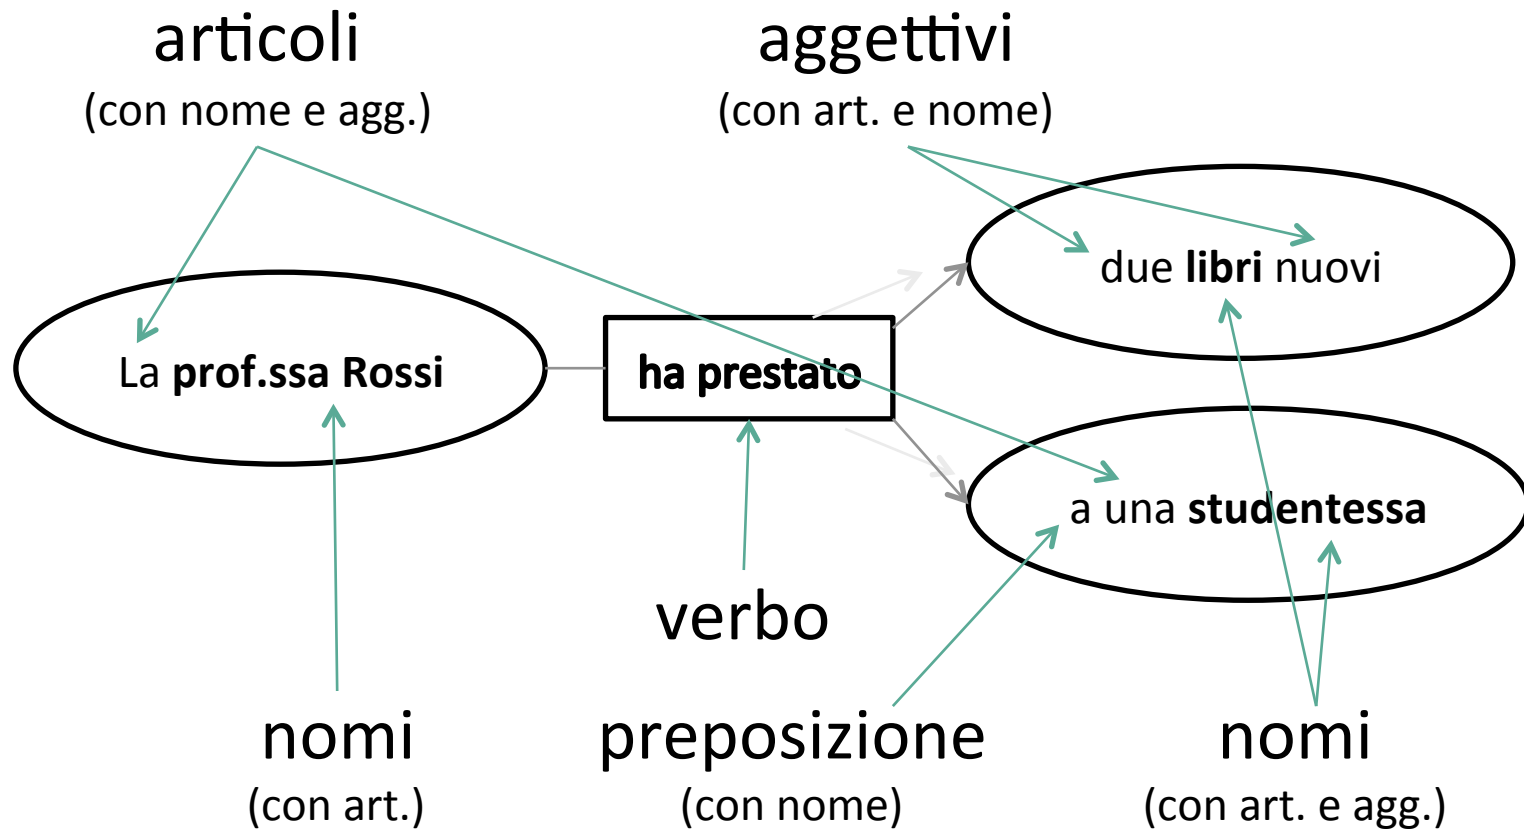 articoli
(con nome e agg.)
aggettivi
(con art. e nome)
due libri nuovi
La prof.ssa Rossi
ha prestato
a una studentessa
verbo
nomi
(con art.)
preposizione
(con nome)
nomi
(con art. e agg.)